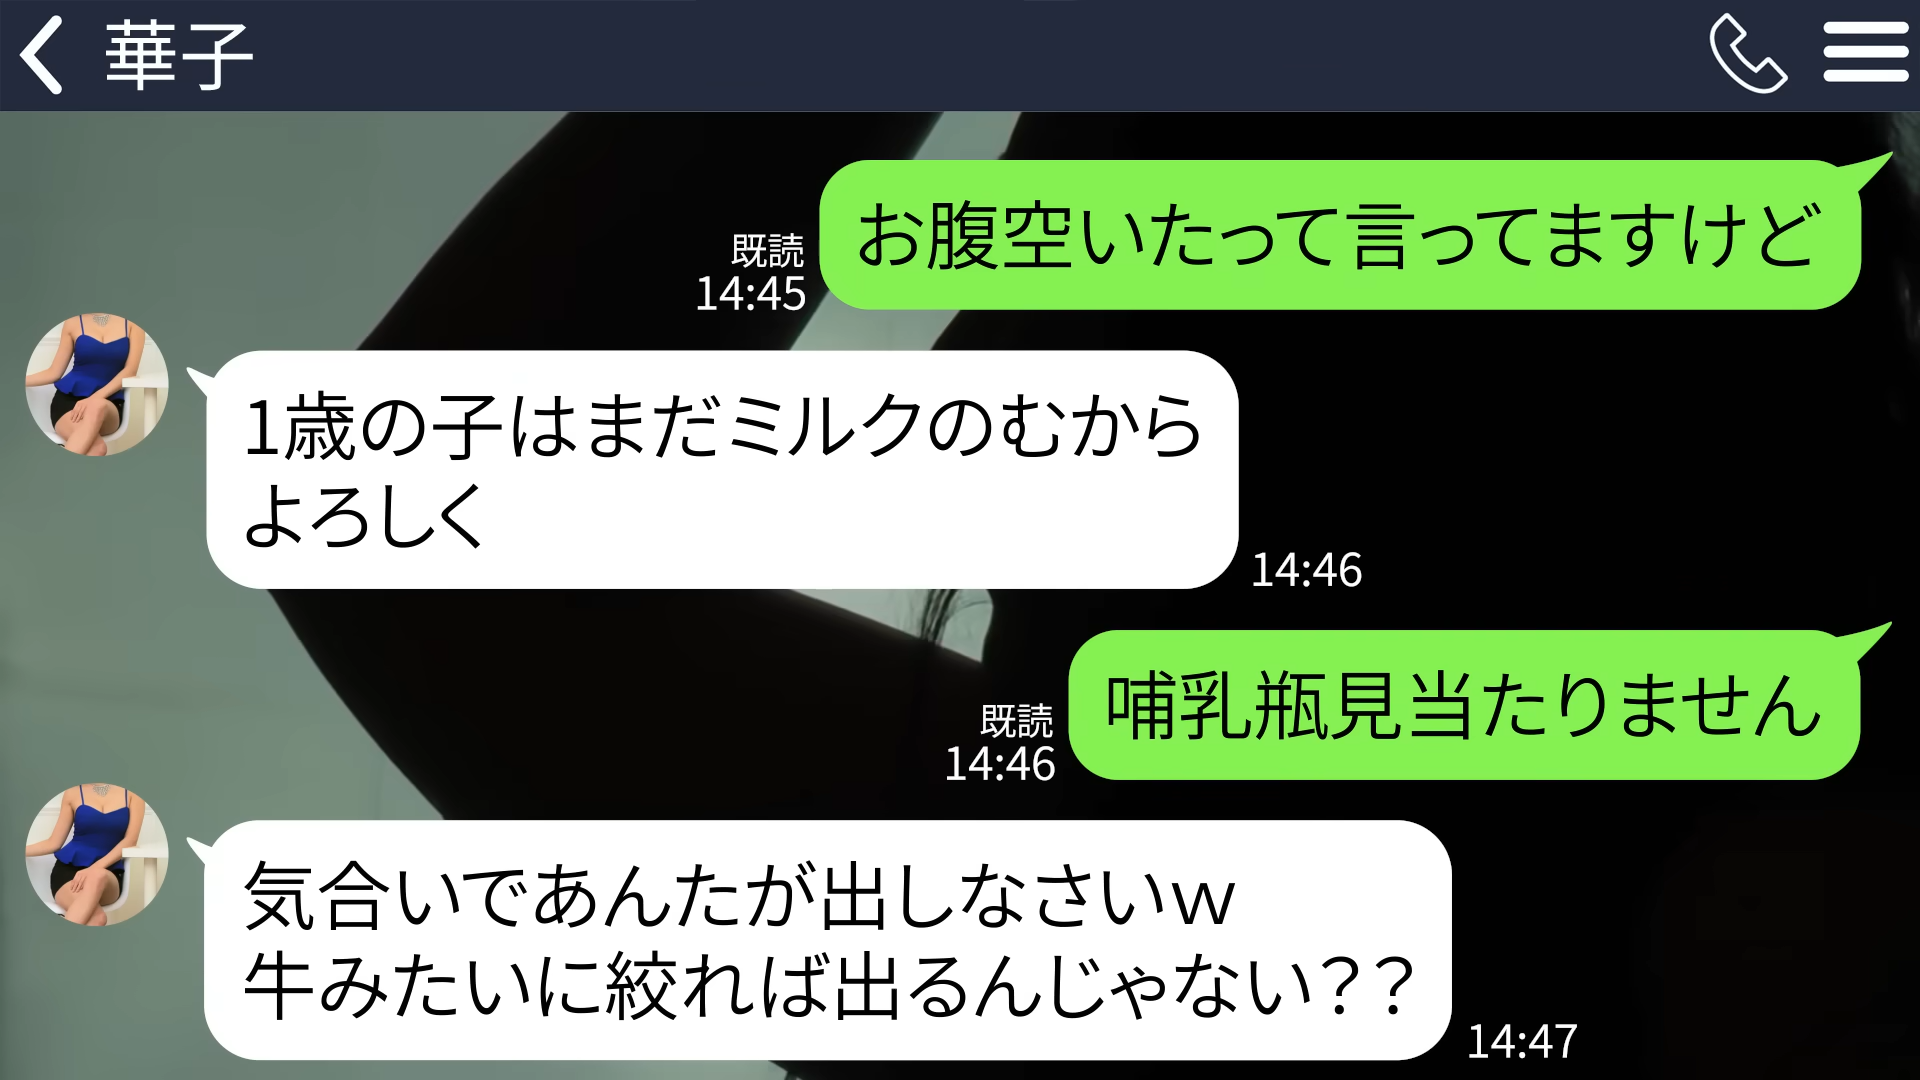 華子
お腹空いたって言ってますけど
既読
14:45
1歳の子はまだミルクのむから
よろしく
14:46
哺乳瓶見当たりません
既読
14:46
気合いであんたが出しなさいｗ
牛みたいに絞れば出るんじゃない？？
14:47